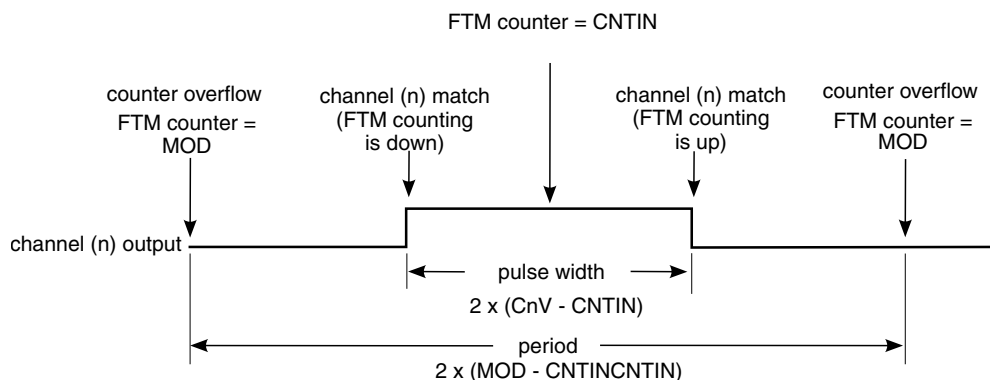 FTM counter = CNTIN
counter overflow
FTM counter =
MOD
channel (n) match
(FTM counting
is down)
channel (n) match
(FTM counting
is up)
counter overflow
FTM counter =
MOD
channel (n) output
pulse width
2 x (CnV - CNTIN)
period
2 x (MOD - CNTINCNTIN)